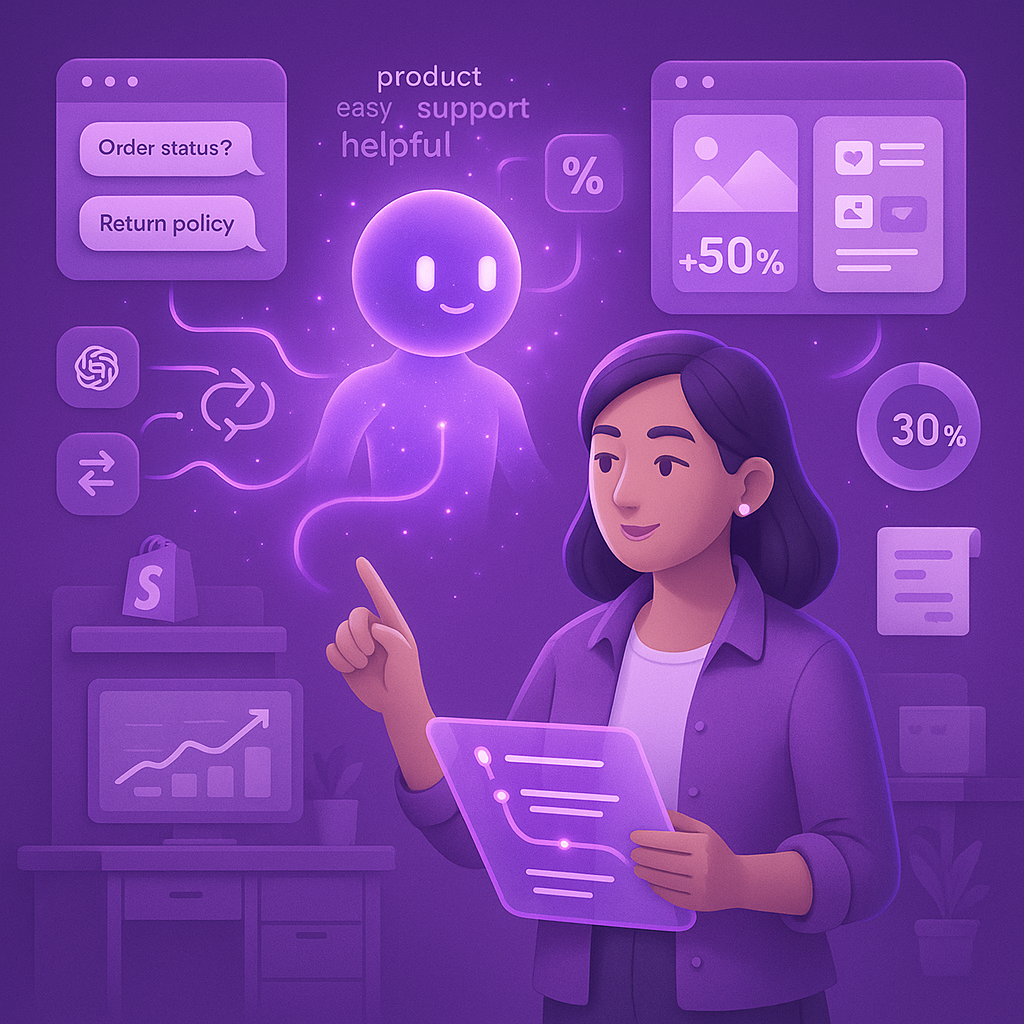 Order status?
Return policy
product
easy support
helpful
%
+50%
30%
S